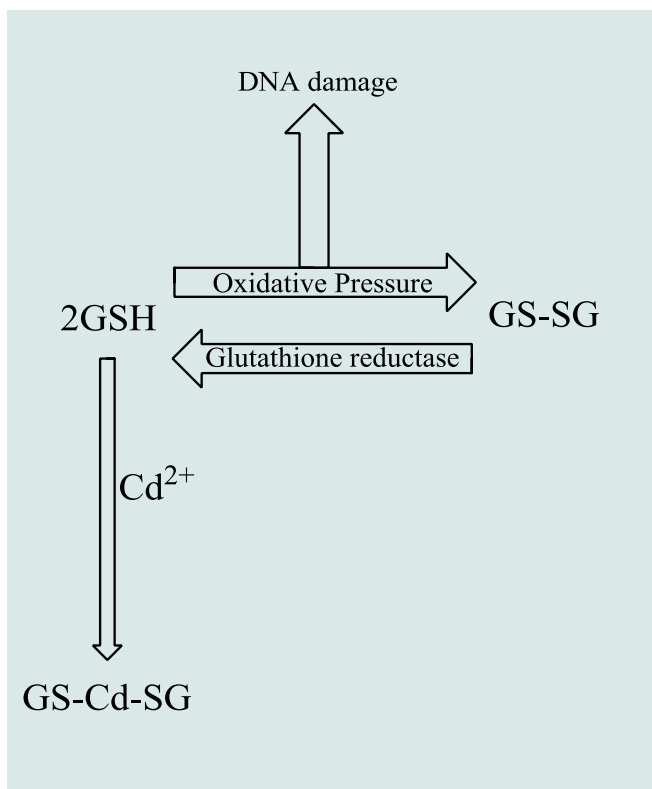 DNA damage
Oxidative Pressure
2GSH
GS-SG
Glutathione reductase
Cd²⁺
GS-Cd-SG